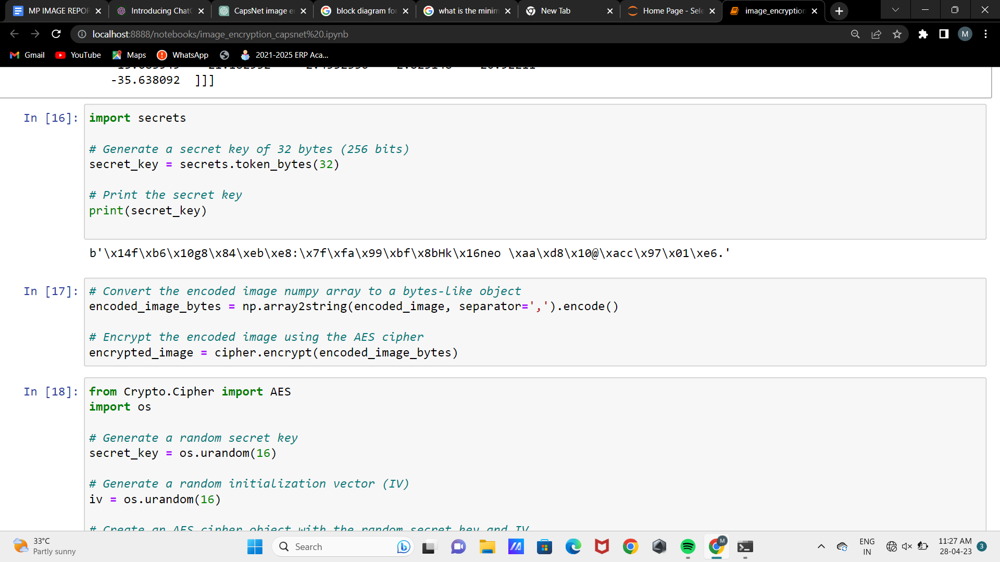 MP IMAGE REPOR
Introducing ChatG
CapsNet image e
block diagram for
what is the minim
New Tab
Home Page - Sele
image_encryption
localhost:8888/notebooks/image_encryption_capsnet%20.ipynb
M
Gmail
YouTube
Maps
WhatsApp
2021-2025 ERP Aca...
-35.638092 ]]]
In [16]:
import secrets
# Generate a secret key of 32 bytes (256 bits)
secret_key = secrets.token_bytes(32)
# Print the secret key
print(secret_key)
b'\x14f\xb6\x10g8\x84\xeb\xe8:\x7f\xfa\x99\xbf\x8bHk\x16neo \xaa\xd8\x10@\xacc\x97\x01\xe6.'
In [17]:
# Convert the encoded image numpy array to a bytes-like object
encoded_image_bytes = np.array2string(encoded_image, separator=',').encode()
# Encrypt the encoded image using the AES cipher
encrypted_image = cipher.encrypt(encoded_image_bytes)
In [18]:
from Crypto.Cipher import AES
import os
# Generate a random secret key
secret_key = os.urandom(16)
# Generate a random initialization vector (IV)
iv = os.urandom(16)
# Create an AES cipher object with the random secret key and IV
33°C
Partly sunny
Search
M
ENG
IN
11:27 AM
28-04-23
3